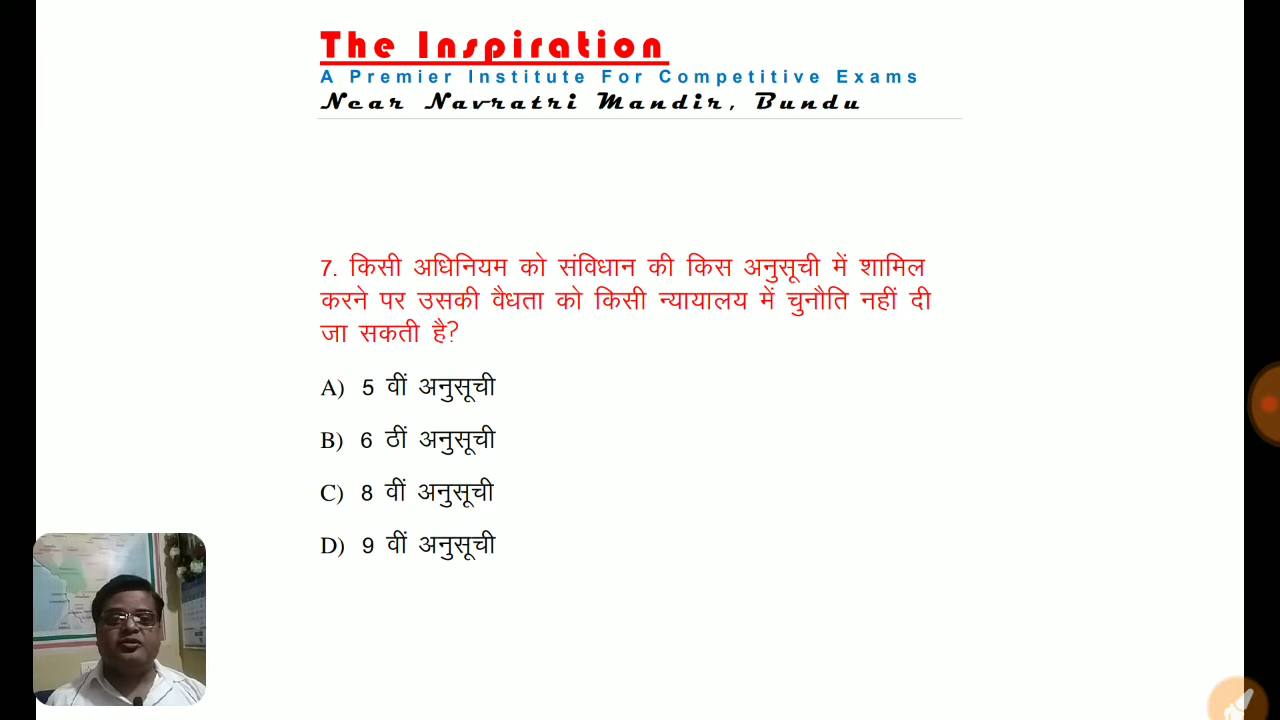 The Inspiration
A Premier Institute For Competitive Exams
Near Navratri Mandir, Bundu
7. किसी अधिनियम को संविधान की किस अनुसूची में शामिल
करने पर उसकी वैधता को किसी न्यायालय में चुनौति नहीं दी
जा सकती है?
A) 5 वीं अनुसूची
B) 6 ठीं अनुसूची
C) 8 वीं अनुसूची
D) 9 वीं अनुसूची